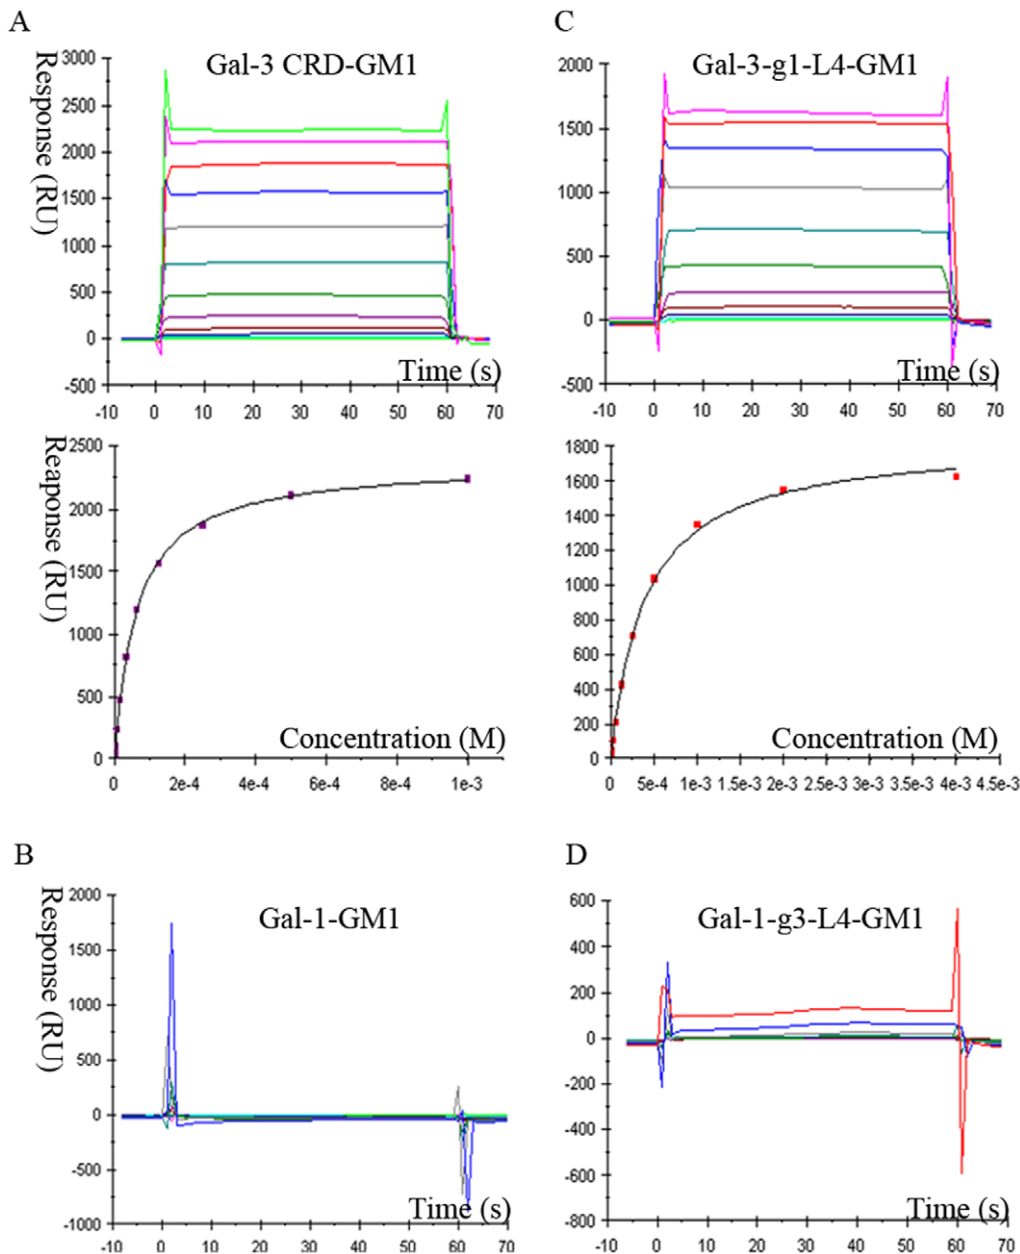 A
Gal-3 CRD-GM1
Response (RU)
3000
2500
2000
1500
1000
500
0
-500
Time (s)
-10 0 10 20 30 40 50 60 70
Reaponse (RU)
2500
2000
1500
1000
500
0
Concentration (M)
0 2e-4 4e-4 6e-4 8e-4 1e-3
C
Gal-3-g1-L4-GM1
2000
1500
1000
500
0
-500
Time (s)
-10 0 10 20 30 40 50 60 70
1800
1600
1400
1200
1000
800
600
400
200
0
Concentration (M)
0 5e-4 1e-3 1.5e-3 2e-3 2.5e-3 3e-3 3.5e-3 4e-3 4.5e-3
B
Gal-1-GM1
Response (RU)
2000
1500
1000
500
0
-500
-1000
Time (s)
-10 0 10 20 30 40 50 60 70
D
Gal-1-g3-L4-GM1
600
400
200
0
-200
-400
-600
-800
Time (s)
-10 0 10 20 30 40 50 60 70